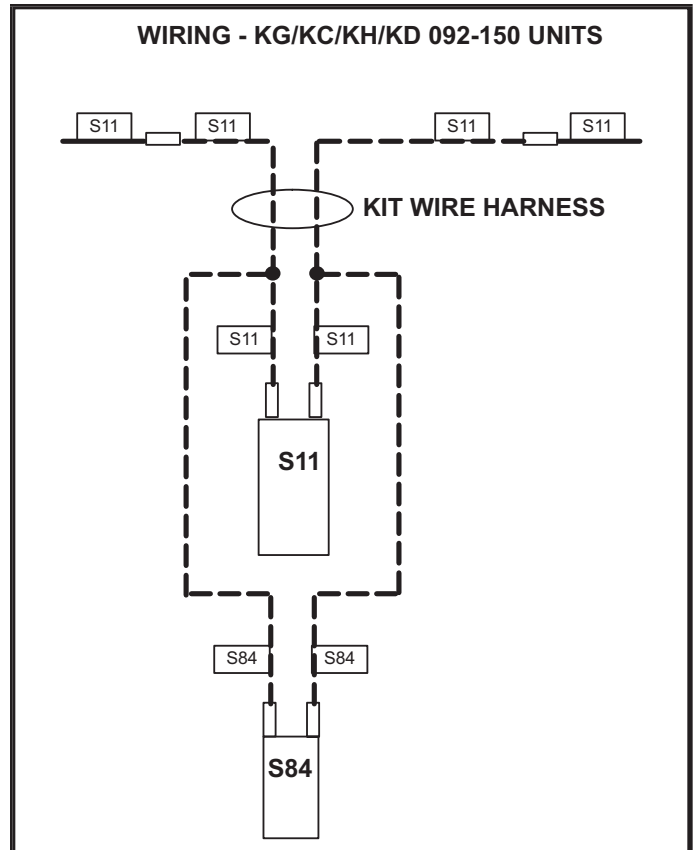 WIRING - KG/KC/KH/KD 092-150 UNITS
S11 S11 S11 S11
KIT WIRE HARNESS
S11 S11
S11
S84 S84
S84